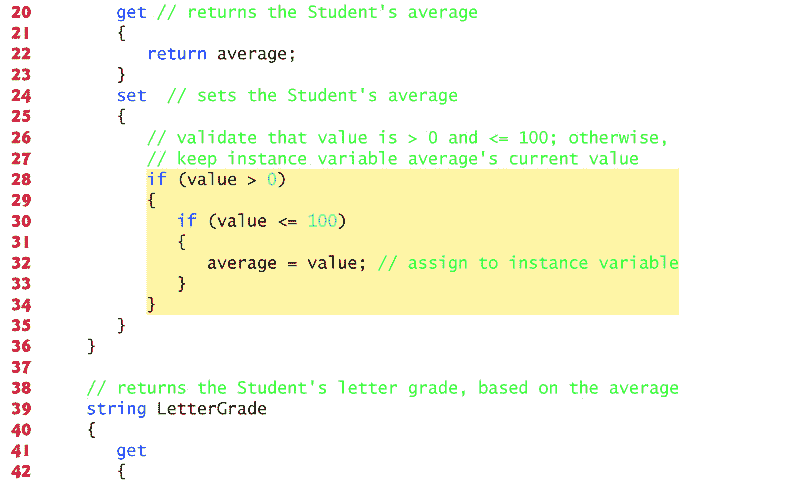 20 get // returns the Student's average
21 {
22 return average;
23 }
24 set // sets the Student's average
25 {
26 // validate that value is > 0 and <= 100; otherwise,
27 // keep instance variable average's current value
28 if (value > 0)
29 {
30 if (value <= 100)
31 {
32 average = value; // assign to instance variable
33 }
34 }
35 }
36 }
37
38 // returns the Student's letter grade, based on the average
39 string LetterGrade
40 {
41 get
42 {